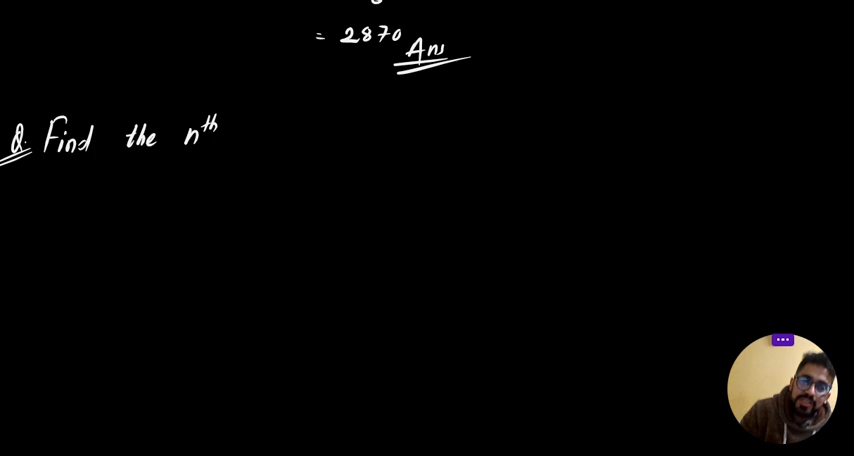 = 2870 Ans
Q. Find the nth